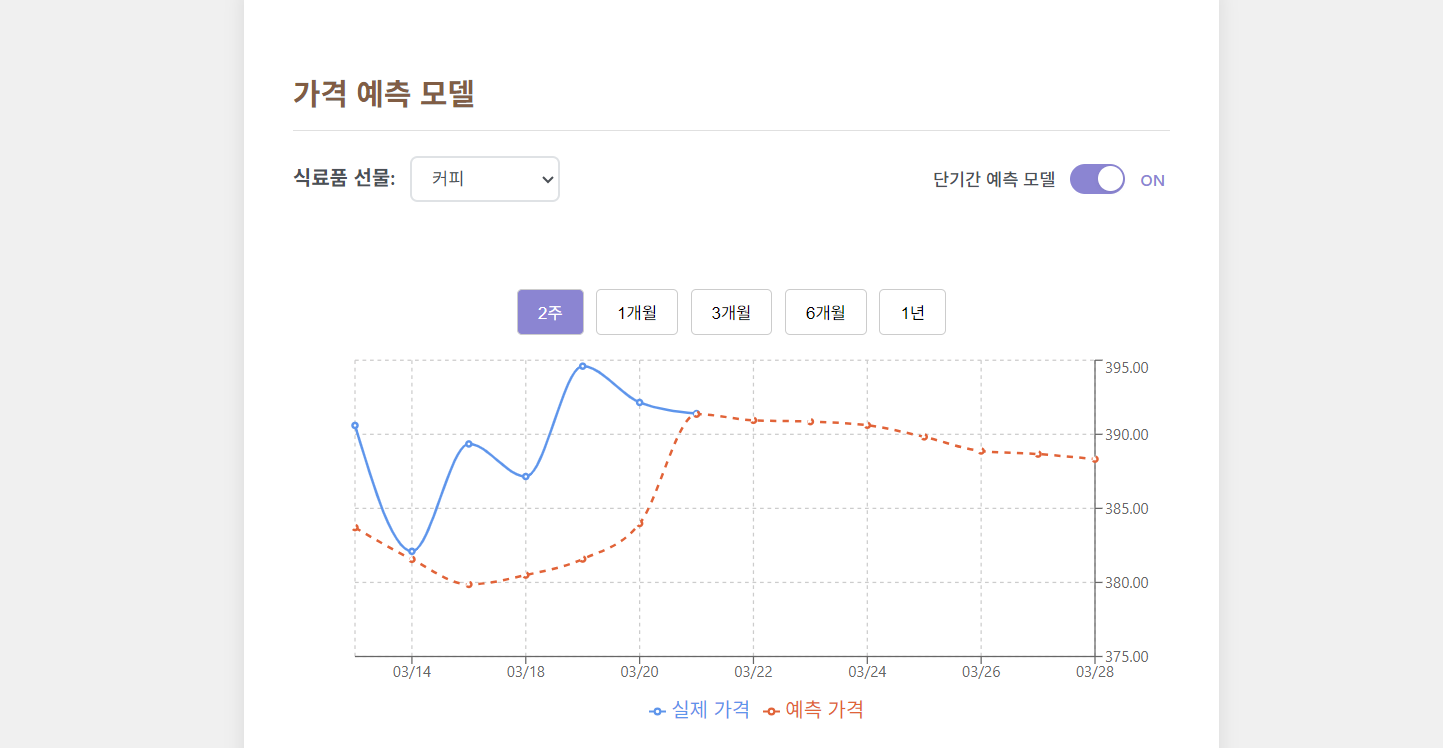 가격 예측 모델
식료품 선물: 커피 단기간 예측 모델 ON
2주 1개월 3개월 6개월 1년
395.00
390.00
385.00
380.00
375.00
03/14 03/18 03/20 03/22 03/24 03/26 03/28
실제 가격 예측 가격